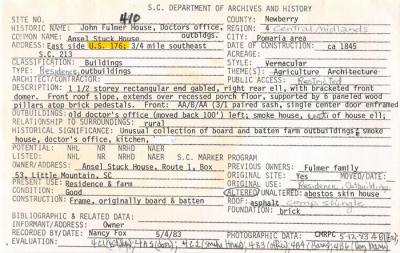 S.C. DEPARTMENT OF ARCHIVES AND HISTORY
SITE NO. 410 COUNTY: Newberry
HISTORIC NAME: John Fulmer House, Doctors office, outbldgs. REGION: 4 Central Midlands
COMMON NAME: Ansel Stuck House Pomaria area
ADDRESS: East side U.S. 176; 3/4 mile southeast DATE OF CONSTRUCTION: ca 1845
S.C. 213
CLASSIFICATION: Buildings STYLE: Vernacular
TYPE: Residence, outbuildings THEME(S): Agriculture Architecture
ARCHITECT/CONTRACTOR: PUBLIC ACCESS: Restricted
DESCRIPTION: 1 1/2 storey rectangular end gabled, right rear ell, with bracketed front
domer. Front roof slope, extends over recessed porch floor, supported by 6 paneled wood
pillars atop brick pedestals. Front: AA/B/AA (3/1 paired sash, single center door enframed
OUTBUILDINGS: old doctor's office (moved back 100') left; smoke house, of house ell;
RELATIONSHIP TO SURROUNDINGS: rural
HISTORICAL SIGNIFICANCE: Unusual collection of board and batten farm outbuildings: smoke
house, doctor's office, kitchen,
POTENTIAL: NR NRHD NAER
LISTED: NR NRHD NAER S.C. MARKER PROGRAM
OWNER/ADDRESS: Ansel Stuck House, Route 1, Box PREVIOUS OWNERS: Fulmer family
53, Little Mountain, SC ORIGINAL SITE: Yes MOVED/DATE:
PRESENT USE: Residence & farm ORIGINAL USE: Residence, Outbuildings
CONDITION: Good ALTERED/UNALTERED: abestos skin house
CONSTRUCTION: Frame, originally board & batten ROOF: asphalt comp shingle
FOUNDATION: brick
BIBLIOGRAPHIC & RELATED DATA:
INFORMANT/ADDRESS: Owner
RECORDED BY/DATE: Nancy Fox 5/4/83 PHOTOGRAPHIC DATA: CMRPC
EVALUATION: